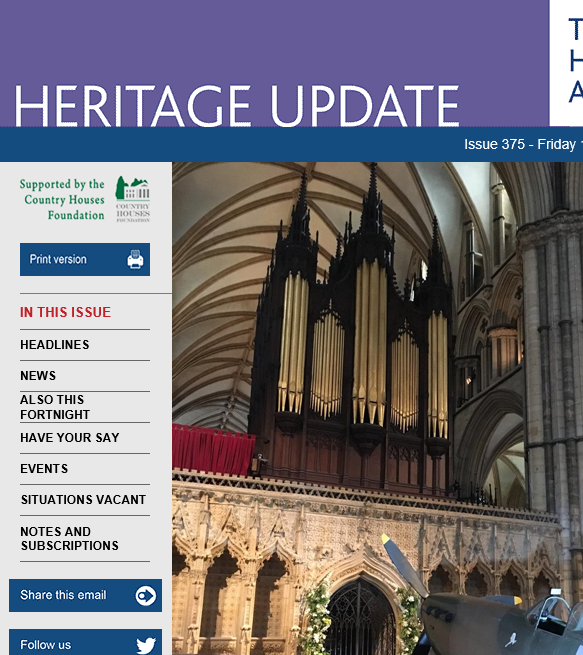 HERITAGE UPDATE
T
H
A
Issue 375 - Friday
Supported by the
Country Houses
Foundation
COUNTRY
HOUSES
FOUNDATION
Print version
IN THIS ISSUE
HEADLINES
NEWS
ALSO THIS
FORTNIGHT
HAVE YOUR SAY
EVENTS
SITUATIONS VACANT
NOTES AND
SUBSCRIPTIONS
Share this email
Follow us